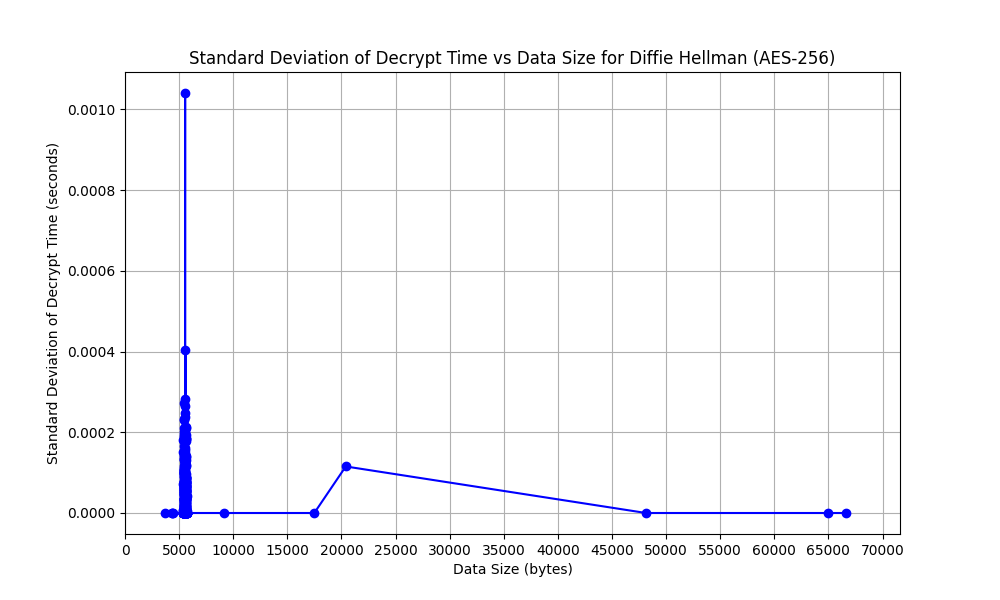 Standard Deviation of Decrypt Time vs Data Size for Diffie Hellman (AES-256)
0.0010
0.0008
0.0006
0.0004
0.0002
0.0000
Standard Deviation of Decrypt Time (seconds)
0 5000 10000 15000 20000 25000 30000 35000 40000 45000 50000 55000 60000 65000 70000
Data Size (bytes)